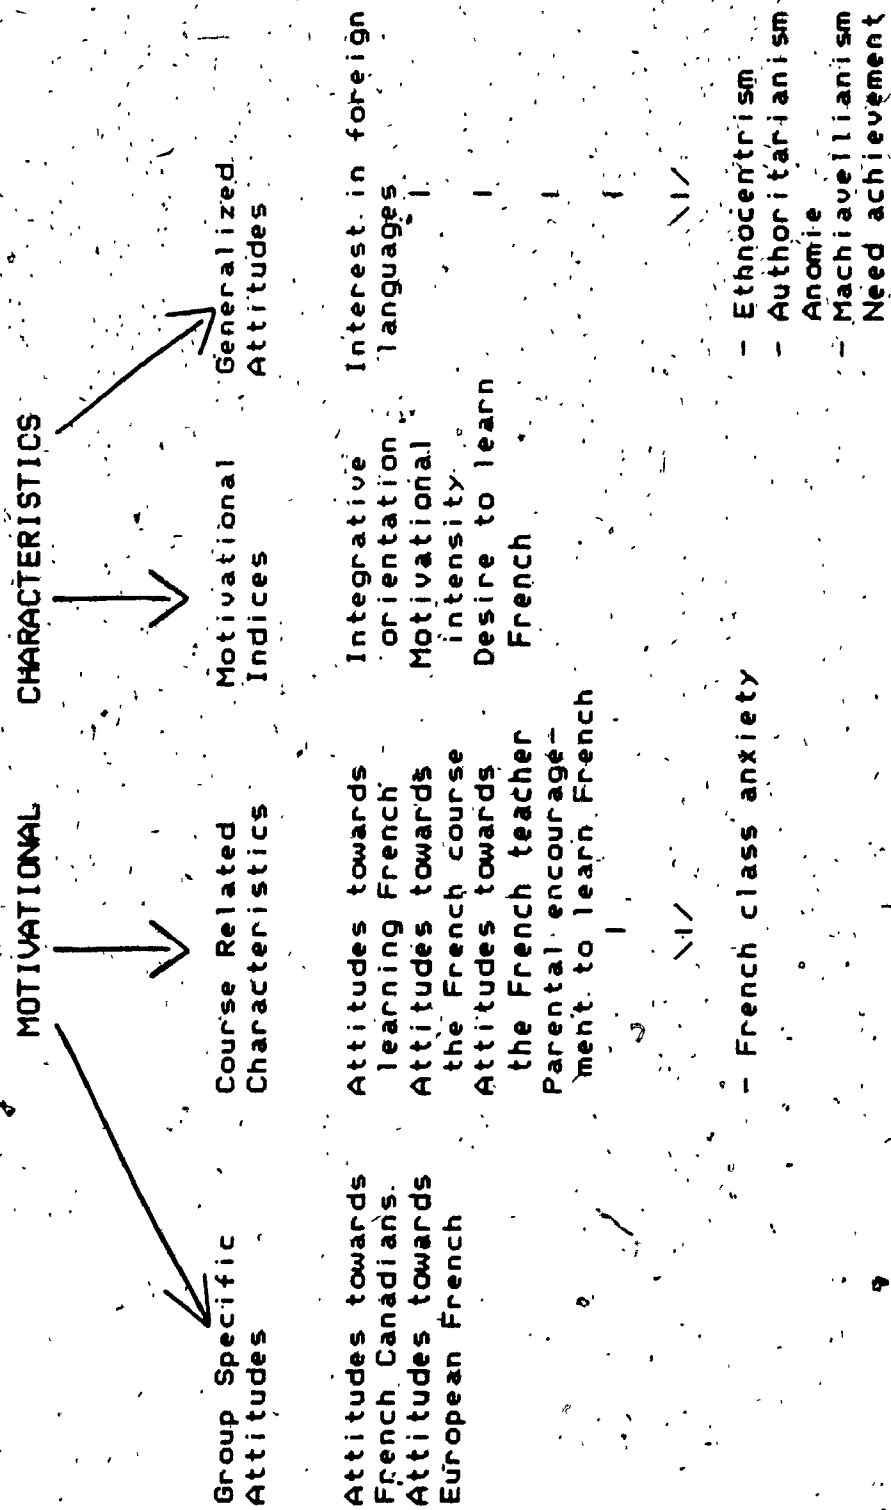 MOTIVATIONAL CHARACTERISTICS
Group Specific
Attitudes
Attitudes towards
French Canadians
Attitudes towards
European French
Course Related
Characteristics
Attitudes towards
learning French
Attitudes towards
the French course
Attitudes towards
the French teacher
Parental encourage-
ment to learn French
- French class anxiety
Motivational
Indices
Integrative
orientation
Motivational
intensity
Desire to learn
French
Generalized
Attitudes
Interest in foreign
languages
- Ethnocentrism
- Authoritarianism
Anomie
- Machiavellianism
Need achievement